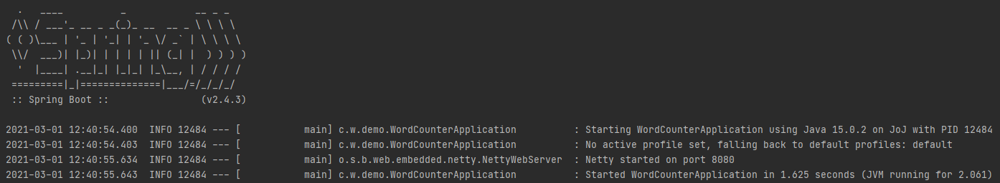 .   ____          _            __ _ _
 /\\ / ___'_ __ _ _(_)_ __  __ _ \ \ \ \
( ( )\___ | '_ | '_| | '_ \/ _` | \ \ \ \
 \\/  ___)| |_)| | | | | || (_| |  ) ) ) )
  '  |____| .__|_| |_|_| |_\__, | / / / /
 =========|_|==============|___/=/_/_/_/
 :: Spring Boot ::                (v2.4.3)
2021-03-01 12:40:54.400  INFO 12484 --- [           main] c.w.demo.WordCounterApplication          : Starting WordCounterApplication using Java 15.0.2 on JoJ with PID 12484
2021-03-01 12:40:54.403  INFO 12484 --- [           main] c.w.demo.WordCounterApplication          : No active profile set, falling back to default profiles: default
2021-03-01 12:40:55.634  INFO 12484 --- [           main] o.s.b.web.embedded.netty.NettyWebServer  : Netty started on port 8080
2021-03-01 12:40:55.643  INFO 12484 --- [           main] c.w.demo.WordCounterApplication          : Started WordCounterApplication in 1.625 seconds (JVM running for 2.061)